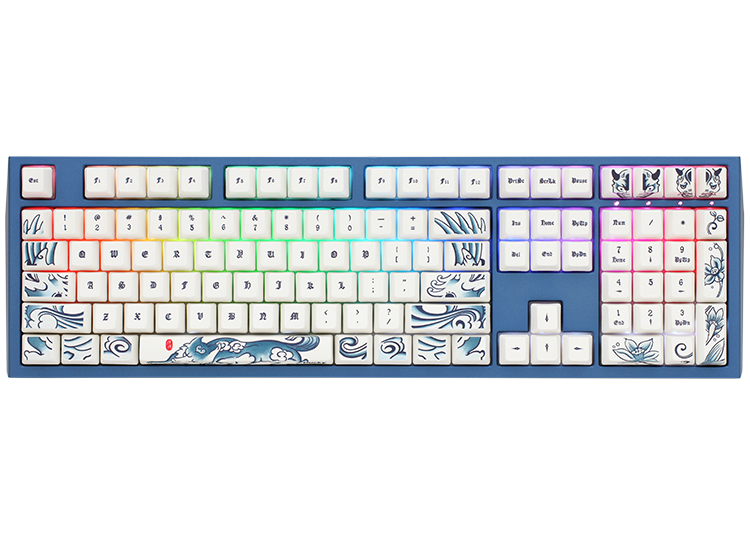 Esc F1 F2 F3 F4 F5 F6 F7 F8 F9 F10 F11 F12 PrtSc ScrLk Pause
! @ # $ % ^ & * ( ) _ +
1 2 3 4 5 6 7 8 9 0 - = Ins Home PgUp Num / *
Q W E R T Y U I O P { } 7 8 9
[ ] Del End PgDn Home PgUp
A S D F G H J K L : " 4 5 6
; '
Z X C V B N M < > ? 1 2 3
, . / End PgDn